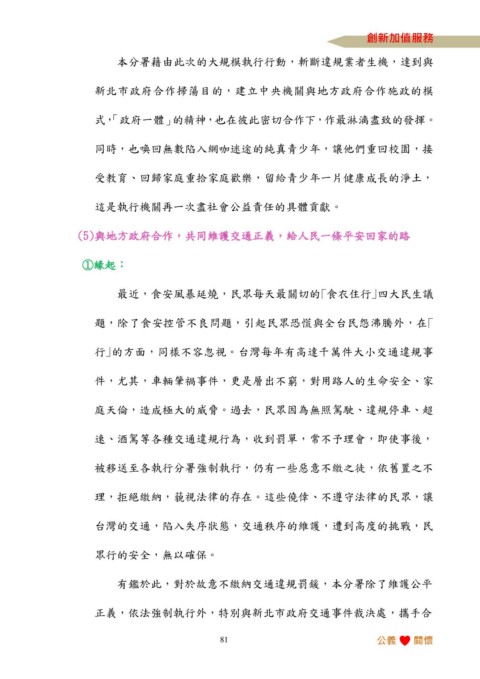 創新加值服務
本分署藉由此次的大規模執行行動，斬斷違規業者生機，達到與
新北市政府合作掃蕩目的，建立中央機關與地方政府合作施政的模
式，「政府一體」的精神，也在彼此密切合作下，作最淋漓盡致的發揮。
同時，也喚回無數陷入網咖迷途的純真青少年，讓他們重回校園，接
受教育、回歸家庭重拾家庭歡樂，留給青少年一片健康成長的淨土，
這是執行機關再一次盡社會公益責任的具體貢獻。
(5)與地方政府合作，共同維護交通正義，給人民一條平安回家的路
①緣起：
最近，食安風暴延燒，民眾每天最關切的「食衣住行」四大民生議
題，除了食安控管不良問題，引起民眾恐慌與全台民怨沸騰外，在「
行」的方面，同樣不容忽視。台灣每年有高達千萬件大小交通違規事
件，尤其，車輛肇禍事件，更是層出不窮，對用路人的生命安全、家
庭天倫，造成極大的威脅。過去，民眾因為無照駕駛、違規停車、超
速、酒駕等各種交通違規行為，收到罰單，常不予理會，即使事後，
被移送至各執行分署強制執行，仍有一些惡意不繳之徒，依舊置之不
理，拒絕繳納，藐視法律的存在。這些僥倖、不遵守法律的民眾，讓
台灣的交通，陷入失序狀態，交通秩序的維護，遭到高度的挑戰，民
眾行的安全，無以確保。
有鑑於此，對於故意不繳納交通違規罰鍰，本分署除了維護公平
正義，依法強制執行外，特別與新北市政府交通事件裁決處，攜手合
81
公義 關懷